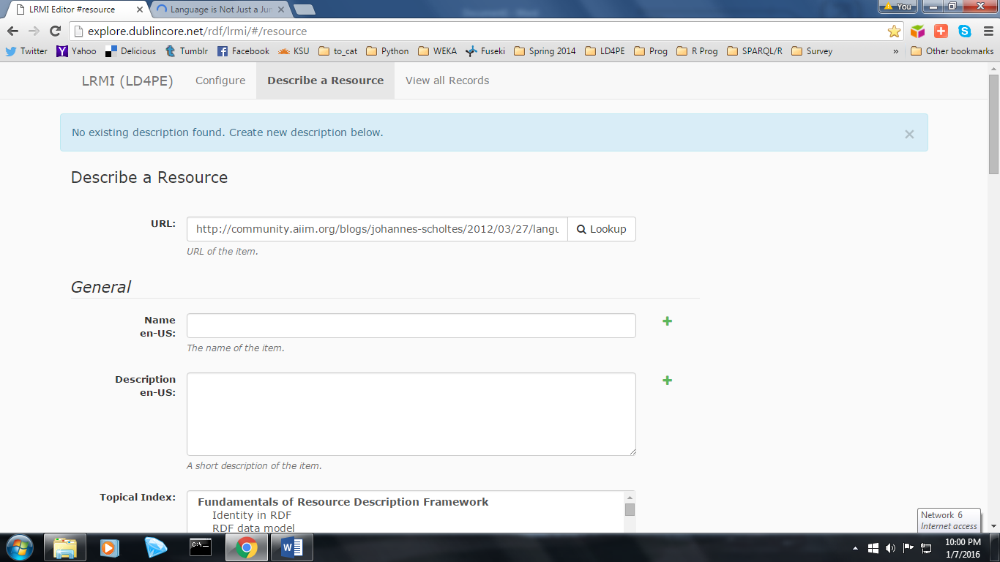 LRMI Editor #resource
Language is Not Just a Jun
You
explore.dublincore.net/rdf/lrmi/#/resource
Twitter Yahoo Delicious Tumblr Facebook KSU to_cat Python WEKA Fuseki Spring 2014 LD4PE Prog R Prog SPARQL/R Survey » Other bookmarks
LRMI (LD4PE) Configure Describe a Resource View all Records
No existing description found. Create new description below.
Describe a Resource
URL: http://community.aiim.org/blogs/johannes-scholtes/2012/03/27/langu Lookup
URL of the item.
General
Name
en-US:
The name of the item.
Description
en-US:
A short description of the item.
Topical Index:
Fundamentals of Resource Description Framework
Identity in RDF
RDF data model
Network 6
Internet access
10:00 PM
1/7/2016